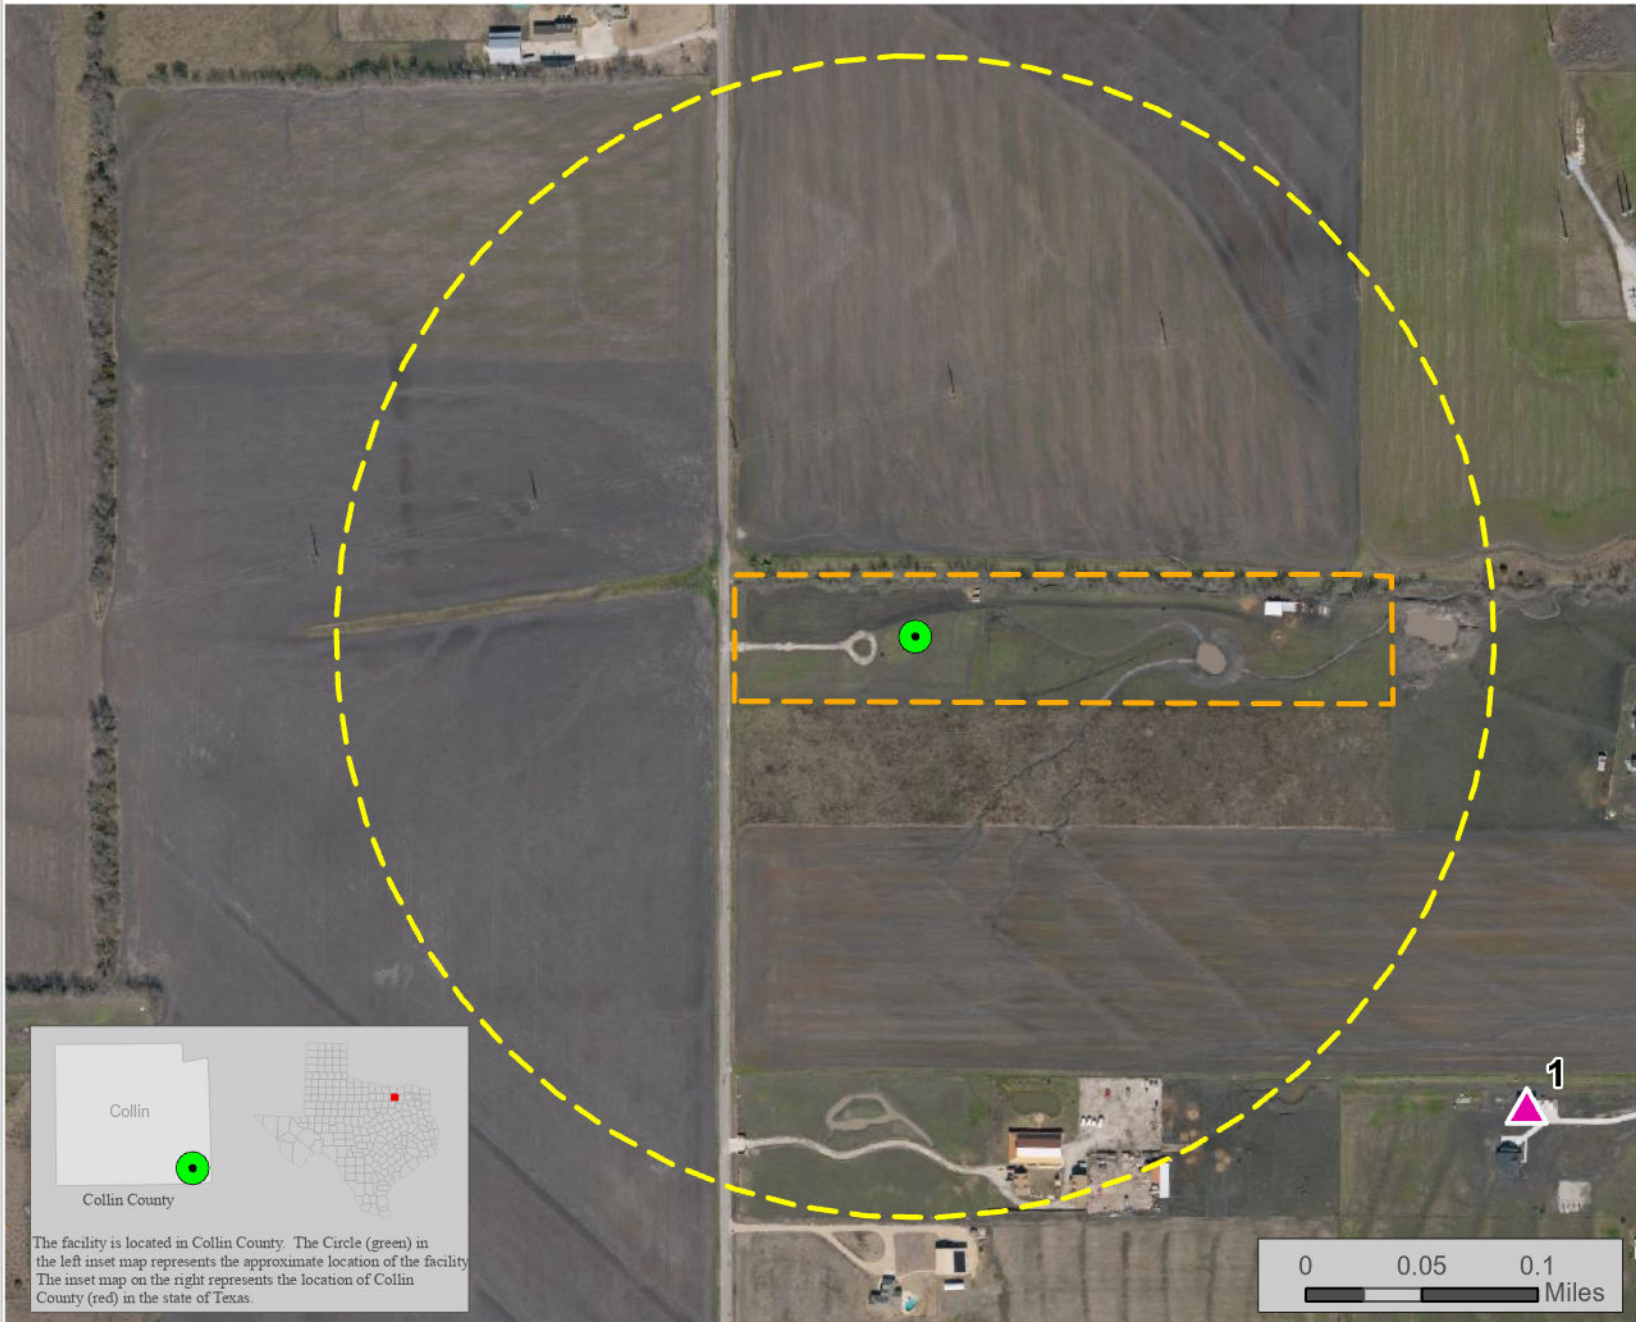 1
Collin
Collin County
The facility is located in Collin County. The Circle (green) in
the left inset map represents the approximate location of the facility
The inset map on the right represents the location of Collin
County (red) in the state of Texas.
0 0.05 0.1
Miles